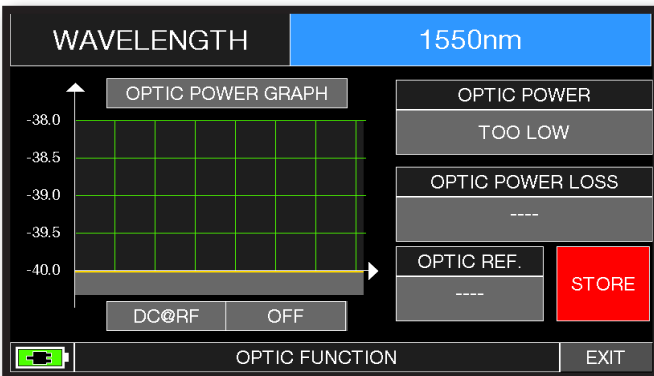 WAVELENGTH 1550nm
OPTIC POWER GRAPH
-38.0
-38.5
-39.0
-39.5
-40.0
DC@RF OFF
OPTIC POWER
TOO LOW
OPTIC POWER LOSS
----
OPTIC REF.
----
STORE
OPTIC FUNCTION
EXIT